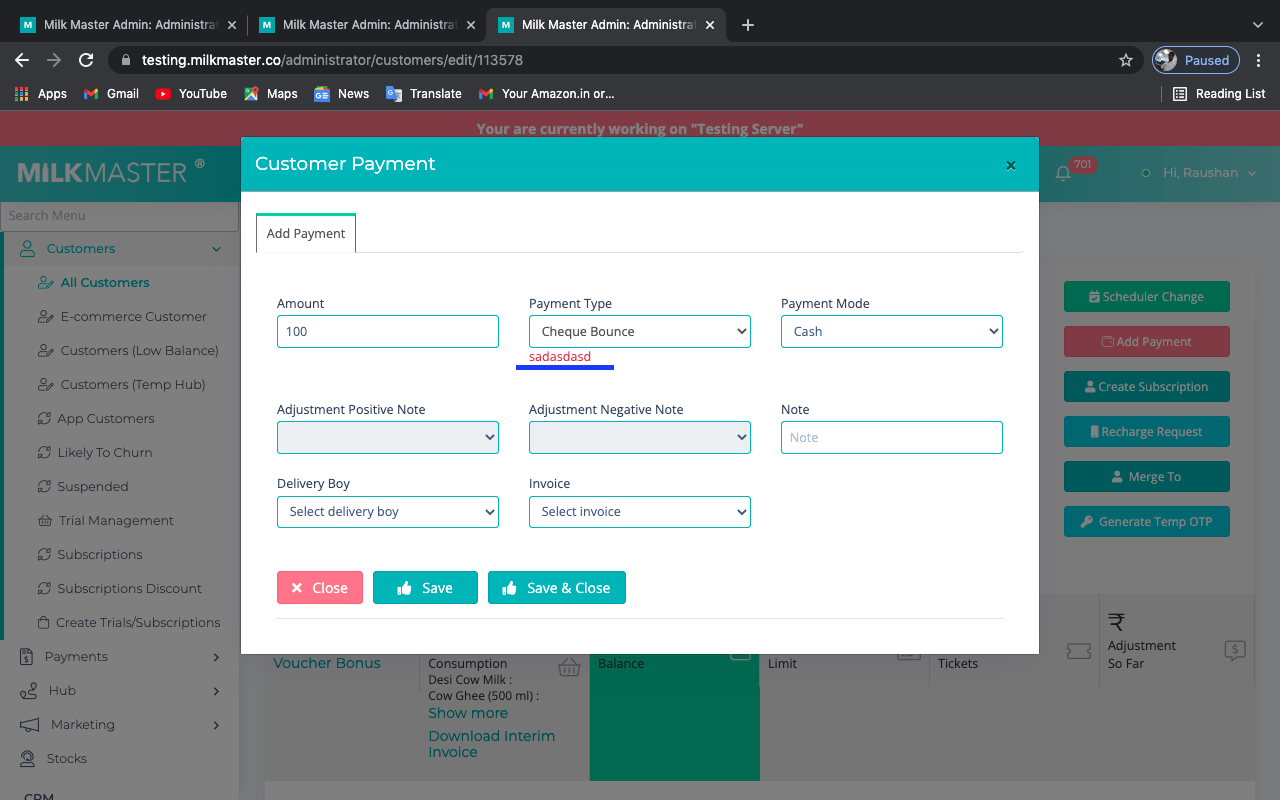 Milk Master Admin: Administra
Milk Master Admin: Administra
Milk Master Admin: Administra
testing.milkmaster.co/administrator/customers/edit/113578
Paused
Apps
Gmail
YouTube
Maps
News
Translate
Your Amazon.in or...
Reading List
Your are currently working on "Testing Server"
MILKMASTER ®
701
Hi, Raushan
Search Menu
Customers
All Customers
E-commerce Customer
Customers (Low Balance)
Customers (Temp Hub)
App Customers
Likely To Churn
Suspended
Trial Management
Subscriptions
Subscriptions Discount
Create Trials/Subscriptions
Payments
Hub
Marketing
Stocks
CRM
Customer Payment
×
Add Payment
Amount
Payment Type
Payment Mode
100
Cheque Bounce
Cash
sadasdasd
Adjustment Positive Note
Adjustment Negative Note
Note
Note
Delivery Boy
Invoice
Select delivery boy
Select invoice
Close
Save
Save & Close
Scheduler Change
Add Payment
Create Subscription
Recharge Request
Merge To
Generate Temp OTP
Voucher Bonus
Consumption
Desi Cow Milk :
Cow Ghee (500 ml) :
Show more
Download Interim
Invoice
Balance
Limit
Tickets
₹
Adjustment
So Far